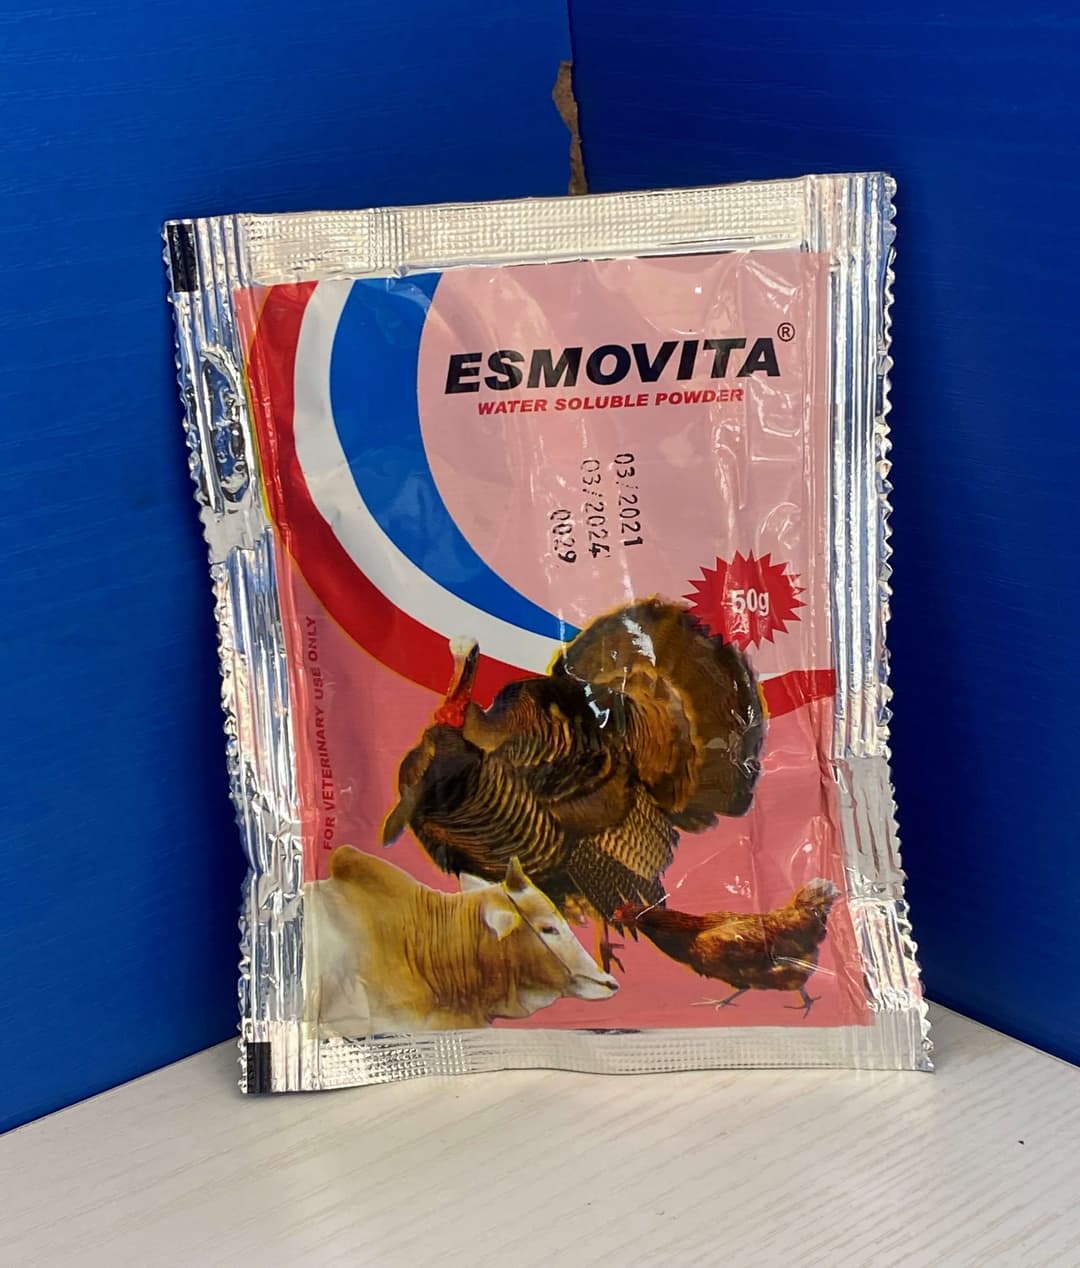 ESMOVITA®
WATER SOLUBLE POWDER
03/2021
03/2024
0029
50g
FOR VETERINARY USE ONLY